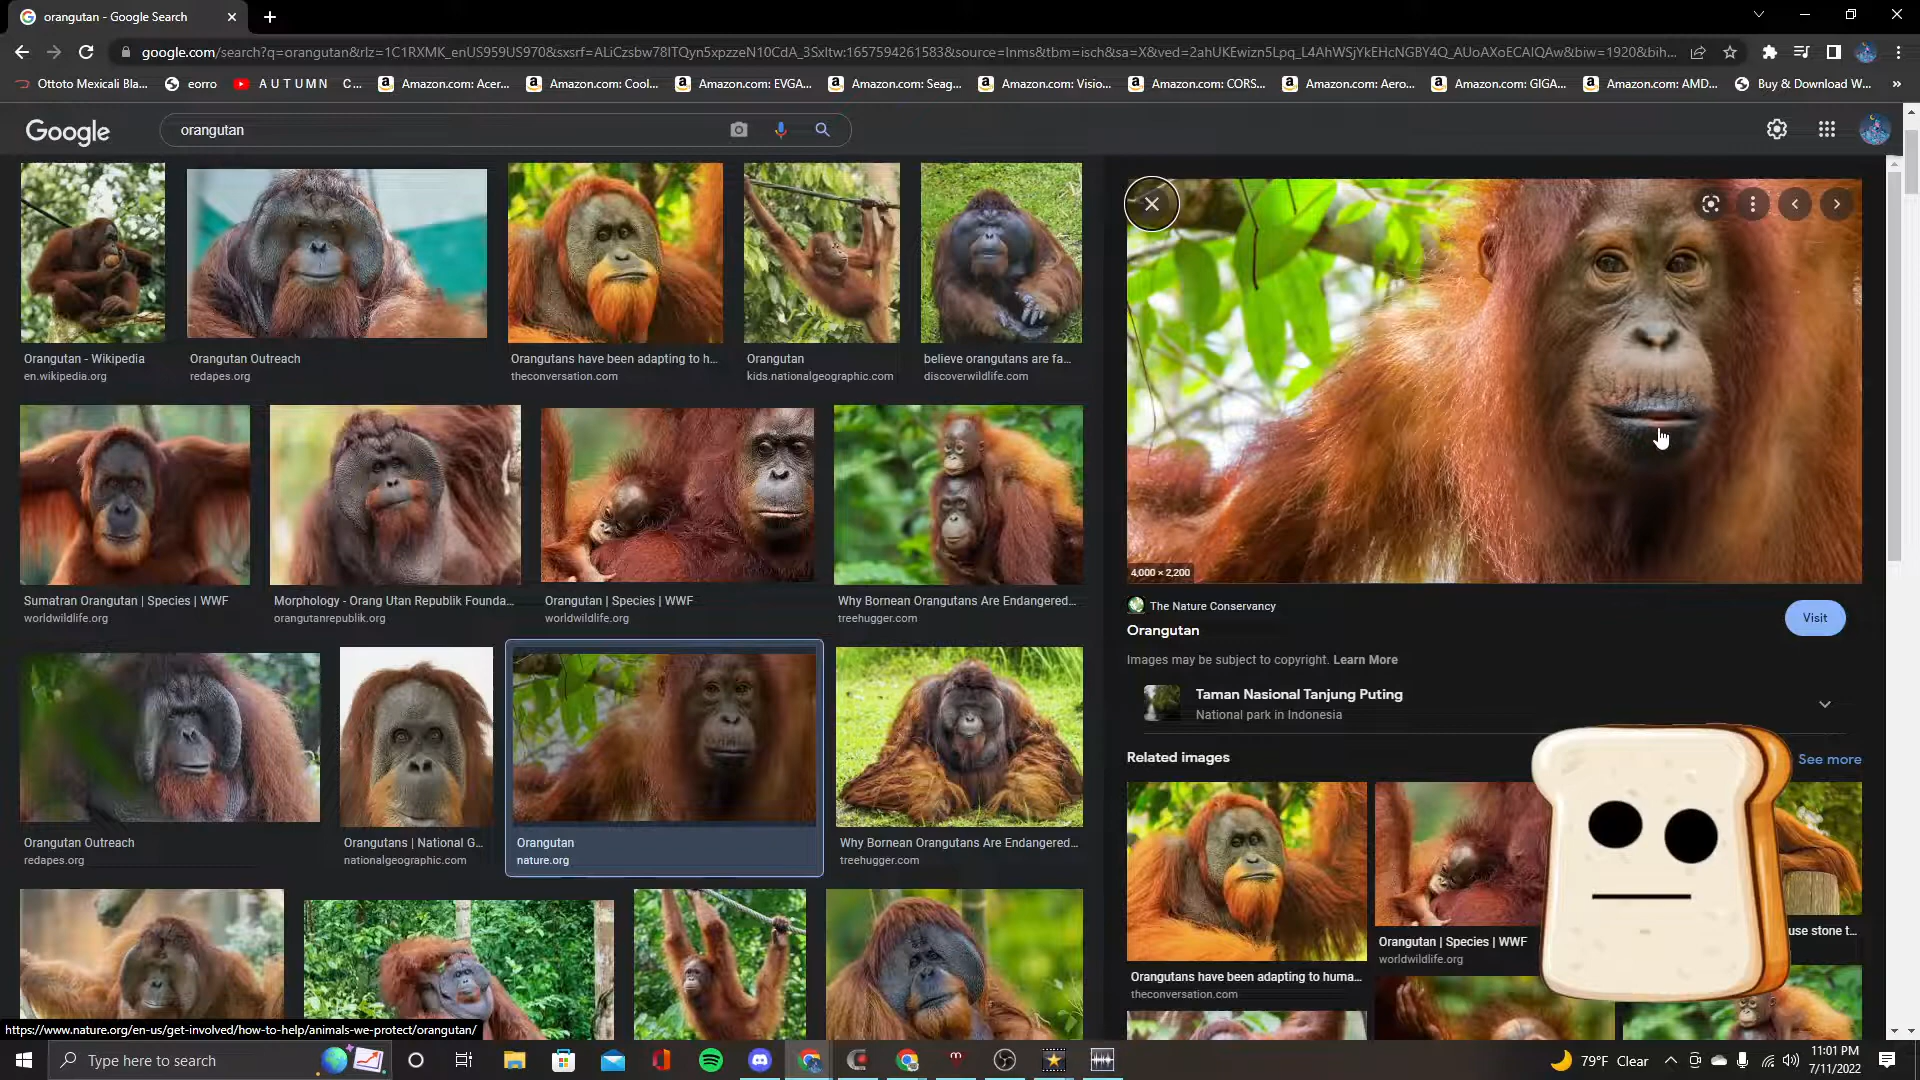 orangutan - Google Search
google.com/search?q=orangutan&rlz=1C1RXMK_enUS959US970&sxsrf=ALiCzsbw78ITQyn5xpzzeN10CdA_3SxItw:1657594261583&source=lnms&tbm=isch&sa=X&ved=2ahUKEwizn5Lpq_L4AhWSjYkEHcNGBY4Q_AUoAXoECAIQAw&biw=1920&bih...
Ottoto Mexicali Bla...
eorro
A U T U M N C...
Amazon.com: Acer...
Amazon.com: Cool...
Amazon.com: EVGA...
Amazon.com: Seag...
Amazon.com: Visio...
Amazon.com: CORS...
Amazon.com: Aero...
Amazon.com: GIGA...
Amazon.com: AMD...
Buy & Download W...
Google
orangutan
Orangutan - Wikipedia
en.wikipedia.org
Orangutan Outreach
redapes.org
Orangutans have been adapting to h...
theconversation.com
Orangutan
kids.nationalgeographic.com
believe orangutans are fa...
discoverwildlife.com
Sumatran Orangutan | Species | WWF
worldwildlife.org
Morphology - Orang Utan Republik Founda...
orangutanrepublik.org
Orangutan | Species | WWF
worldwildlife.org
Why Bornean Orangutans Are Endangered...
treehugger.com
Orangutan Outreach
redapes.org
Orangutans | National G...
nationalgeographic.com
Orangutan
nature.org
Why Bornean Orangutans Are Endangered...
treehugger.com
4,000 × 2,200
The Nature Conservancy
Orangutan
Visit
Images may be subject to copyright. Learn More
Taman Nasional Tanjung Puting
National park in Indonesia
Related images
See more
Orangutans have been adapting to huma...
theconversation.com
Orangutan | Species | WWF
worldwildlife.org
use stone t...
https://www.nature.org/en-us/get-involved/how-to-help/animals-we-protect/orangutan/
Type here to search
79°F Clear
11:01 PM
7/11/2022